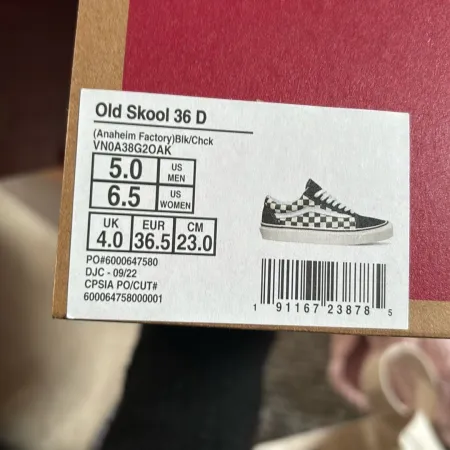 Old Skool 36 D
(Anaheim Factory)Blk/Chck
VN0A38G2OAK
5.0 US MEN
6.5 US WOMEN
UK EUR CM
4.0 36.5 23.0
PO#6000647580
DJC - 09/22
CPSIA PO/CUT#
600064758000001
1 91167 23878 5